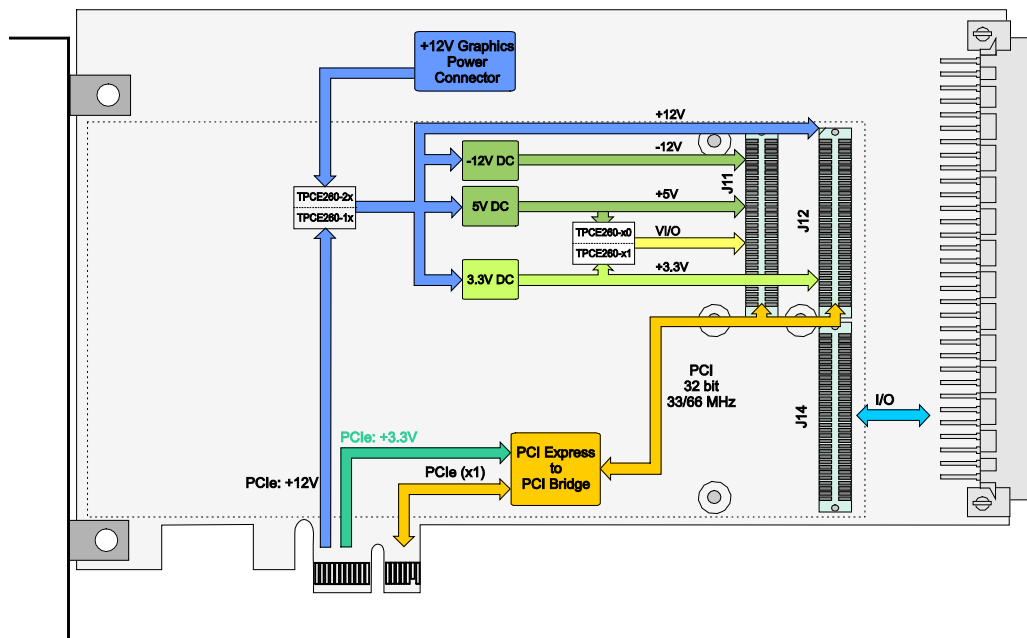 +12V Graphics
Power
Connector
+12V
-12V DC
-12V
J11
TPCE260-2x
TPCE260-1x
5V DC
+5V
J12
TPCE260-x0
TPCE260-x1
VI/O
3.3V DC
+3.3V
PCI
32 bit
33/66 MHz
J14
I/O
PCIe: +3.3V
PCI Express
to
PCI Bridge
PCIe (x1)
PCIe: +12V